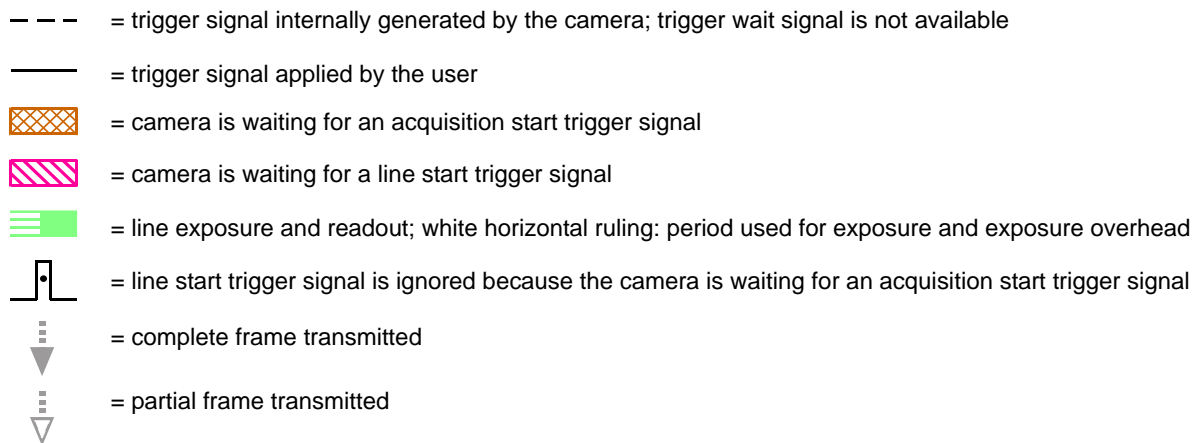 = trigger signal internally generated by the camera; trigger wait signal is not available
= trigger signal applied by the user
= camera is waiting for an acquisition start trigger signal
= camera is waiting for a line start trigger signal
= line exposure and readout; white horizontal ruling: period used for exposure and exposure overhead
= line start trigger signal is ignored because the camera is waiting for an acquisition start trigger signal
= complete frame transmitted
= partial frame transmitted